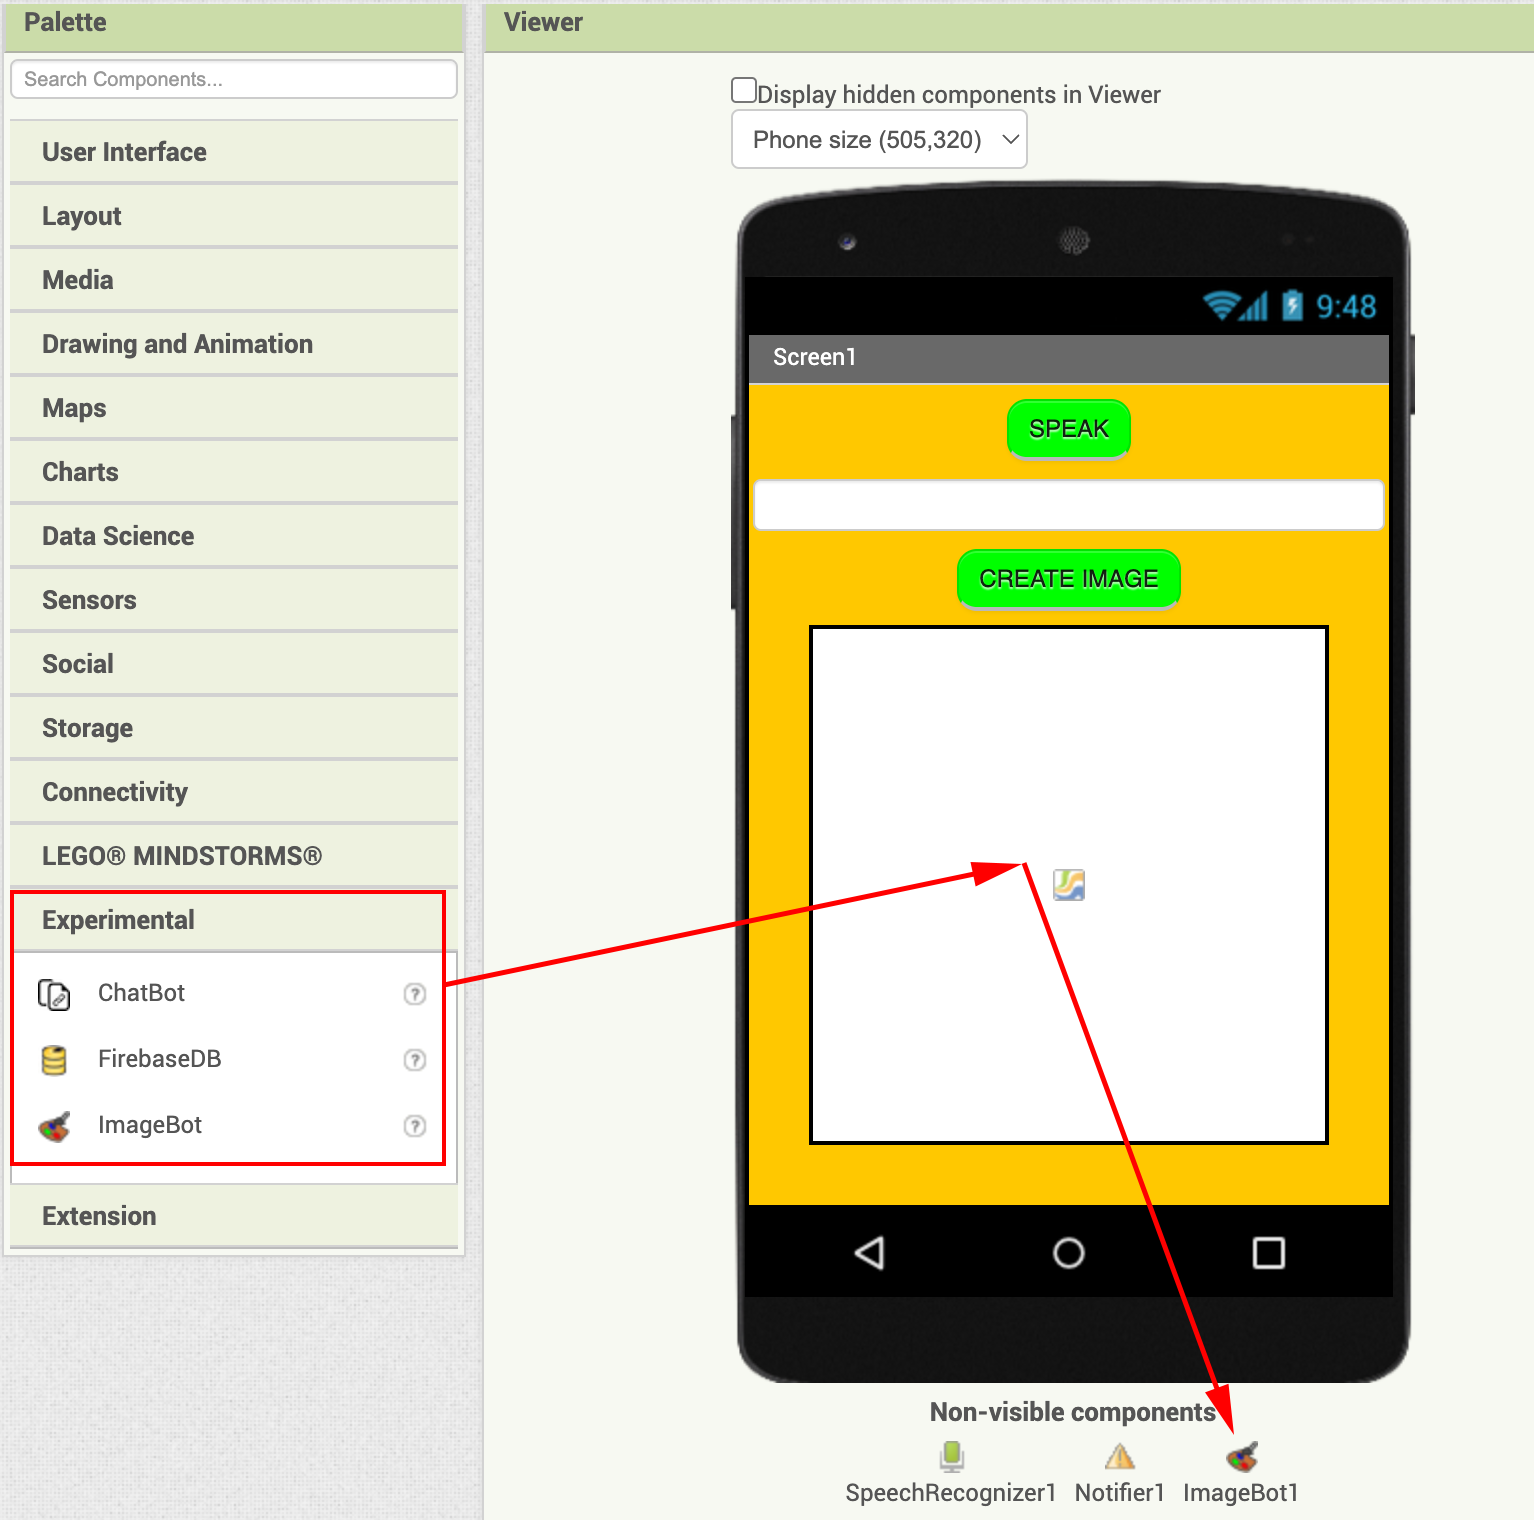 Palette
Search Components...
User Interface
Layout
Media
Drawing and Animation
Maps
Charts
Data Science
Sensors
Social
Storage
Connectivity
LEGO® MINDSTORMS®
Experimental
ChatBot ?
FirebaseDB ?
ImageBot ?
Extension
Viewer
Display hidden components in Viewer
Phone size (505,320)
9:48
Screen1
SPEAK
CREATE IMAGE
Non-visible components
SpeechRecognizer1 Notifier1 ImageBot1